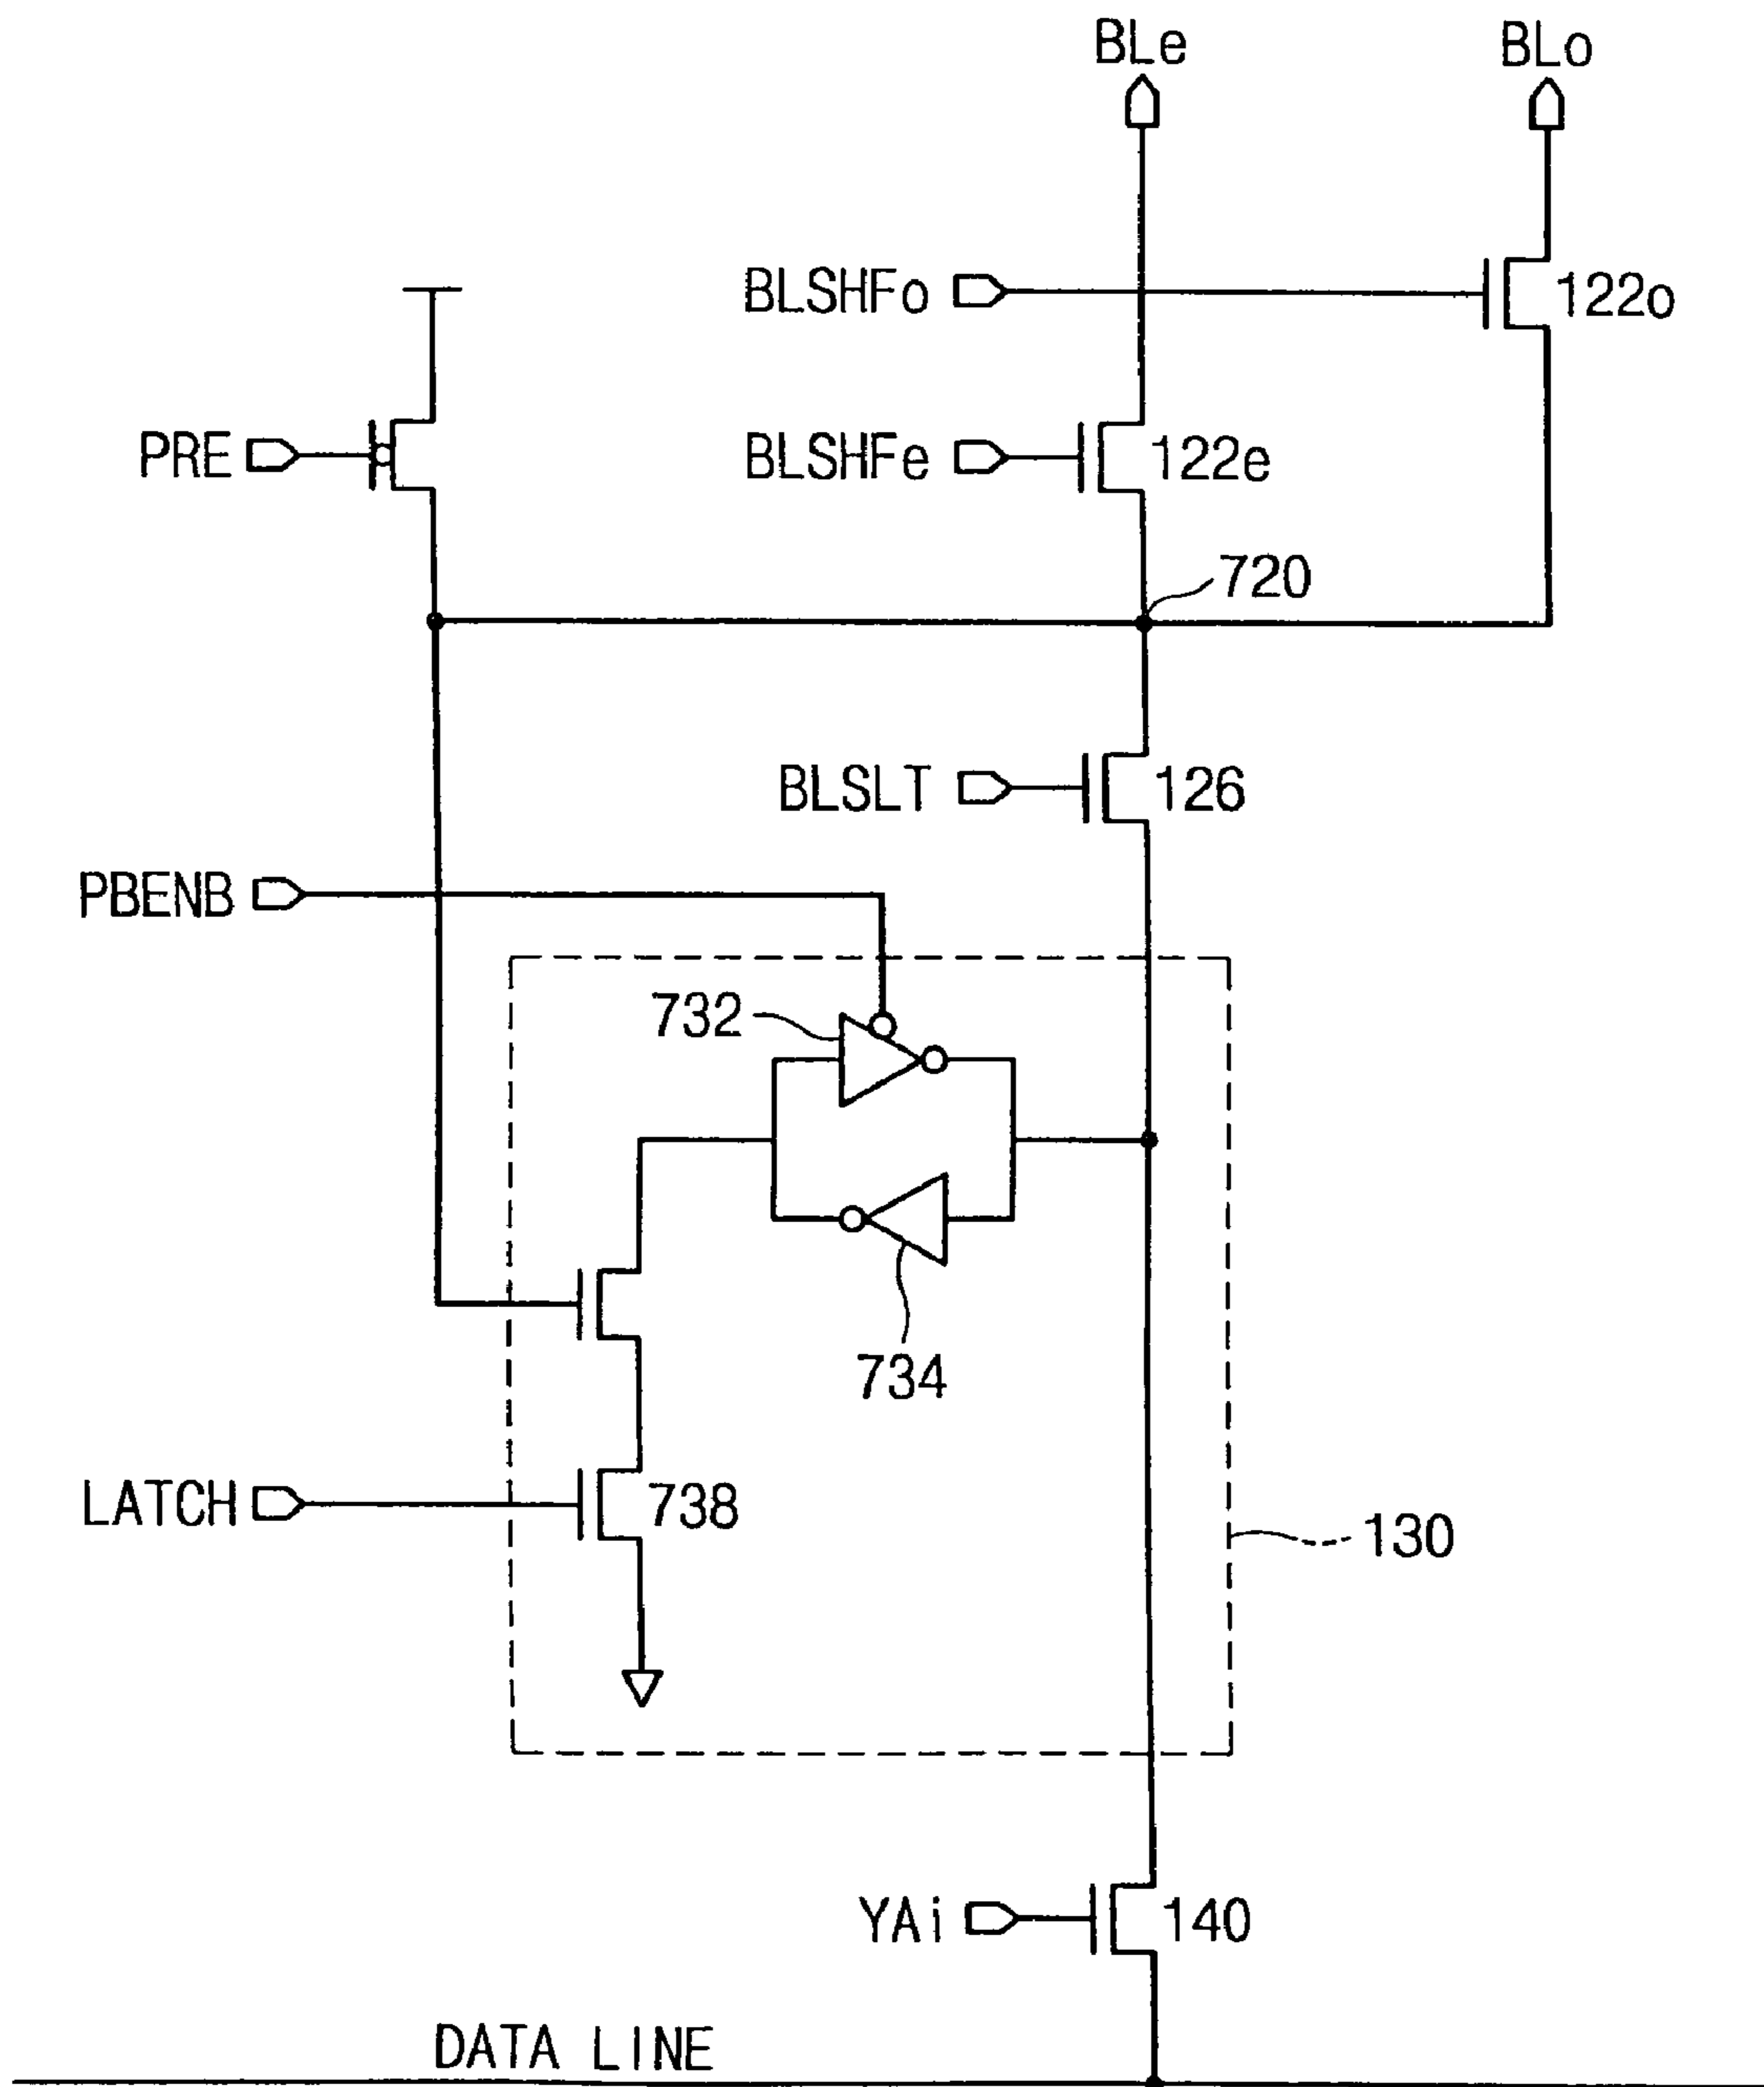 BLe
BLo
BLSHFo
122o
PRE
BLSHFe
122e
720
BLSLT
126
PBENB
732
734
LATCH
738
130
YAi
140
DATA LINE